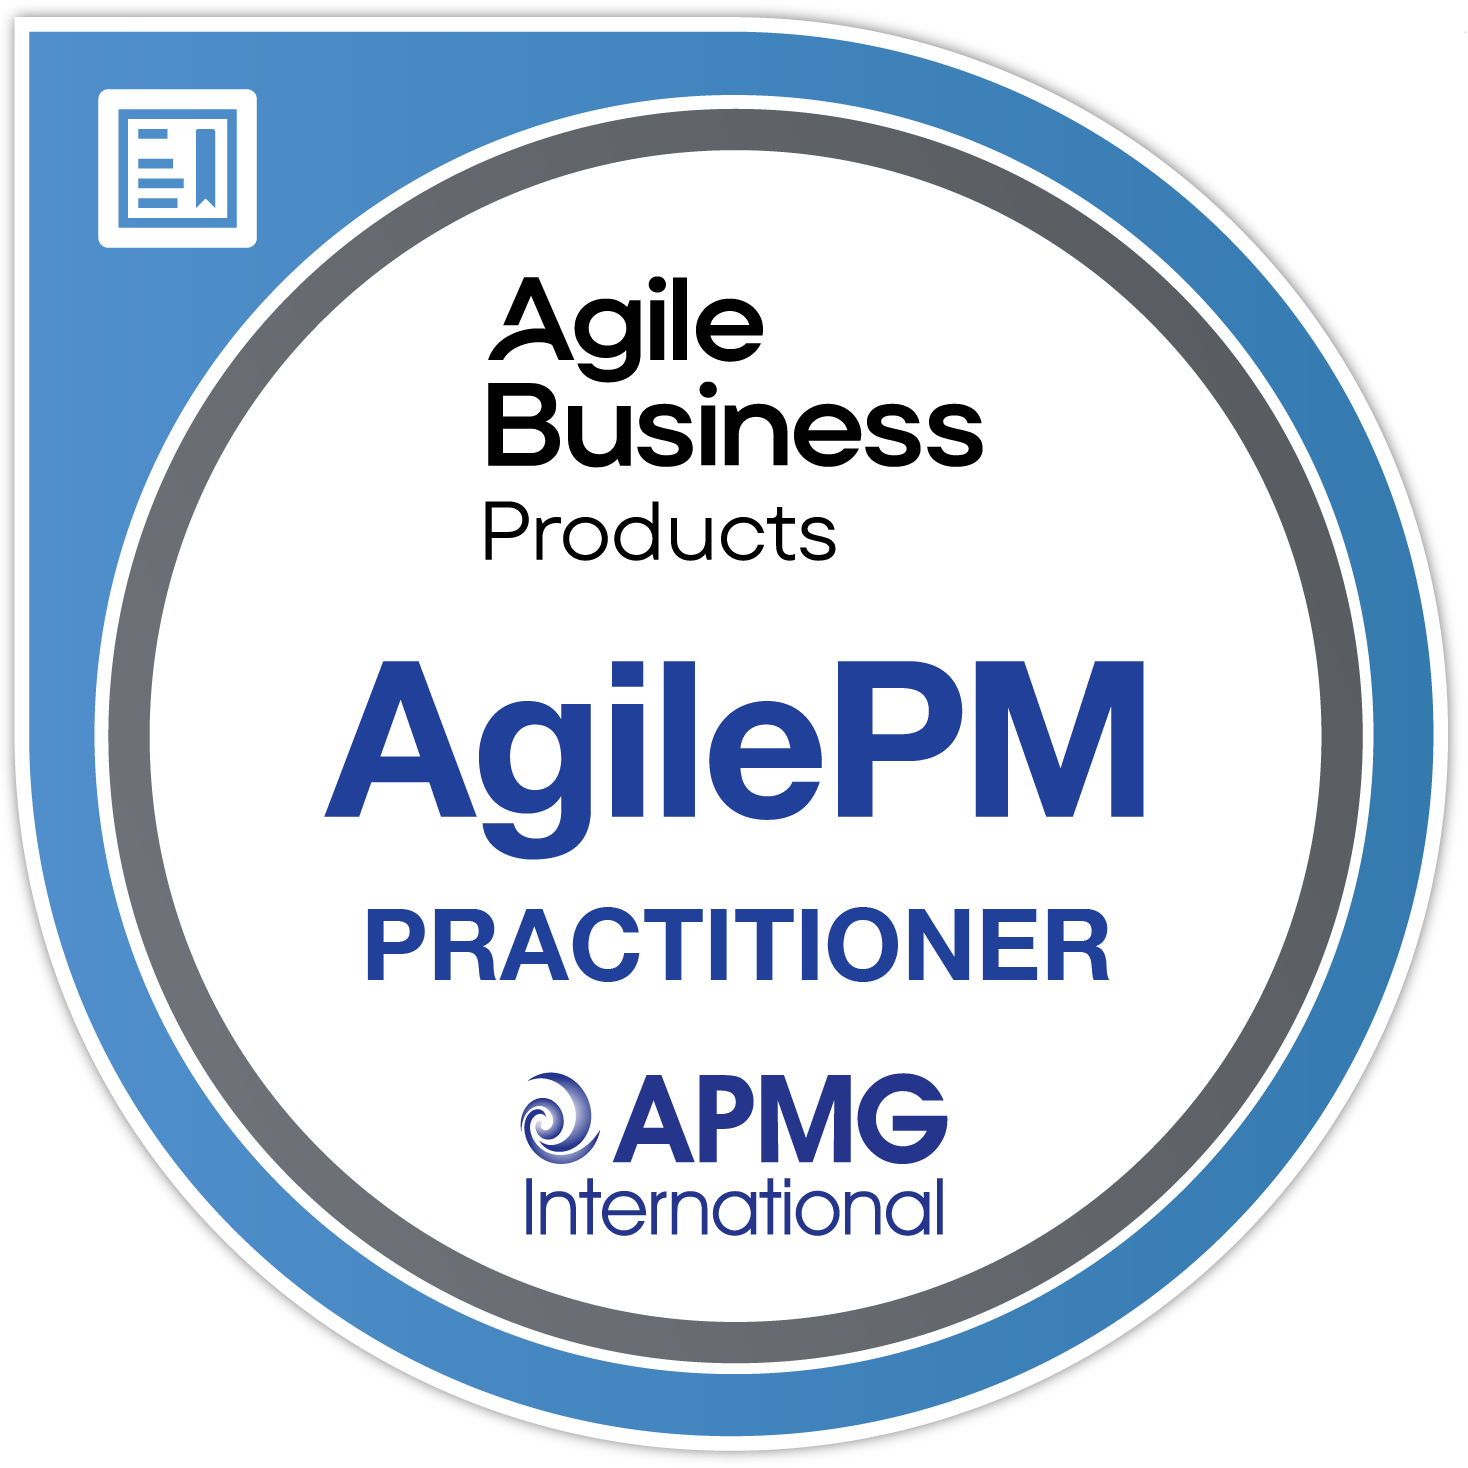 Agile
Business
Products
AgilePM
PRACTITIONER
APMG
International